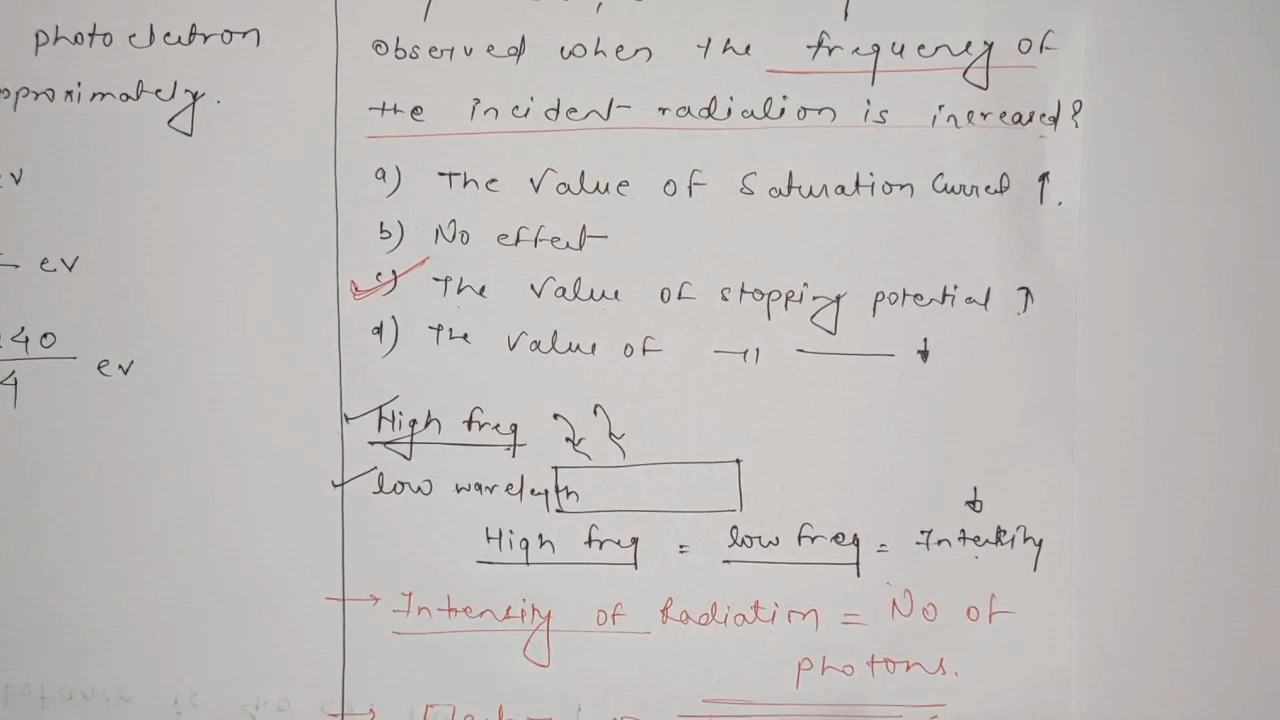 photo electron
pproximately.
ev
ev
40
4
ev
observed when the frequency of
the incident radiation is increased?
a) The value of saturation current ↑.
b) No effect
c) The value of stopping potential ↑
d) The value of —11 —— ↓
High freq
low wavelength
High freq = low freq = Intensity
→ Intensity of Radiation = No of
photons.